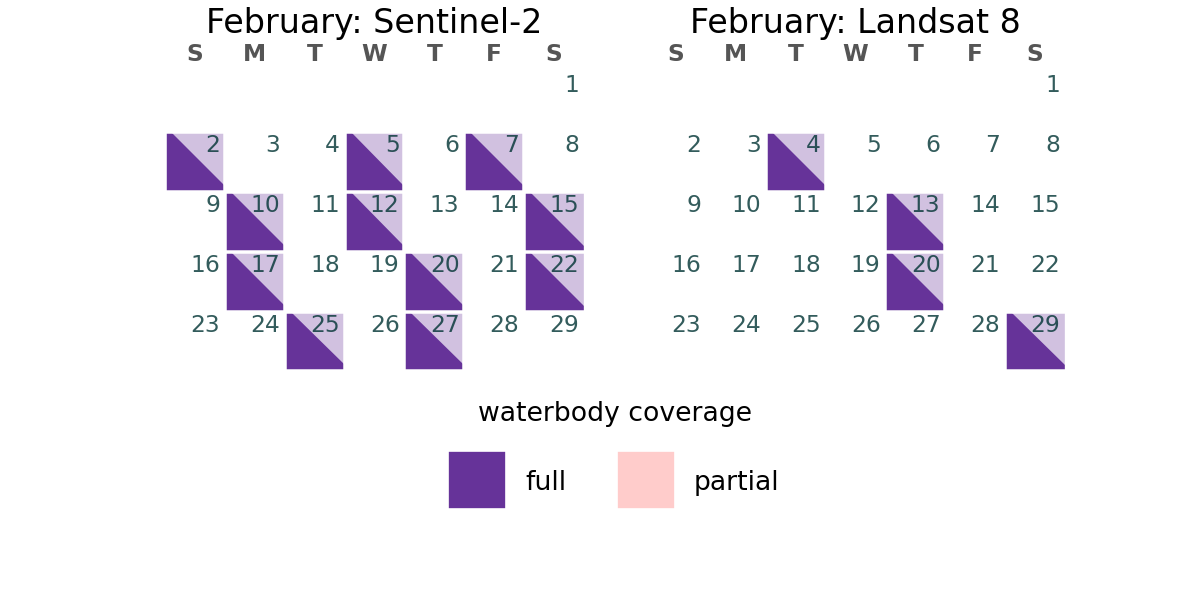 February: Sentinel-2
S M T W T F S
1
2 3 4 5 6 7 8
9 10 11 12 13 14 15
16 17 18 19 20 21 22
23 24 25 26 27 28 29
February: Landsat 8
S M T W T F S
1
2 3 4 5 6 7 8
9 10 11 12 13 14 15
16 17 18 19 20 21 22
23 24 25 26 27 28 29
waterbody coverage
full partial